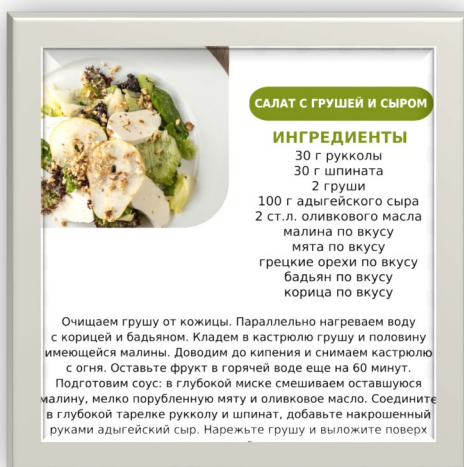 САЛАТ С ГРУШЕЙ И СЫРОМ
ИНГРЕДИЕНТЫ
30 г рукколы
30 г шпината
2 груши
100 г адыгейского сыра
2 ст.л. оливкового масла
малина по вкусу
мята по вкусу
грецкие орехи по вкусу
бадьян по вкусу
корица по вкусу
Очищаем грушу от кожицы. Параллельно нагреваем воду
с корицей и бадьяном. Кладем в кастрюлю грушу и половину
имеющейся малины. Доводим до кипения и снимаем кастрюлю
с огня. Оставьте фрукт в горячей воде еще на 60 минут.
Подготовим соус: в глубокой миске смешиваем оставшуюся
малину, мелко порубленную мяту и оливковое масло. Соедините
в глубокой тарелке рукколу и шпинат, добавьте накрошенный
руками адыгейский сыр. Нарежьте грушу и выложите поверх